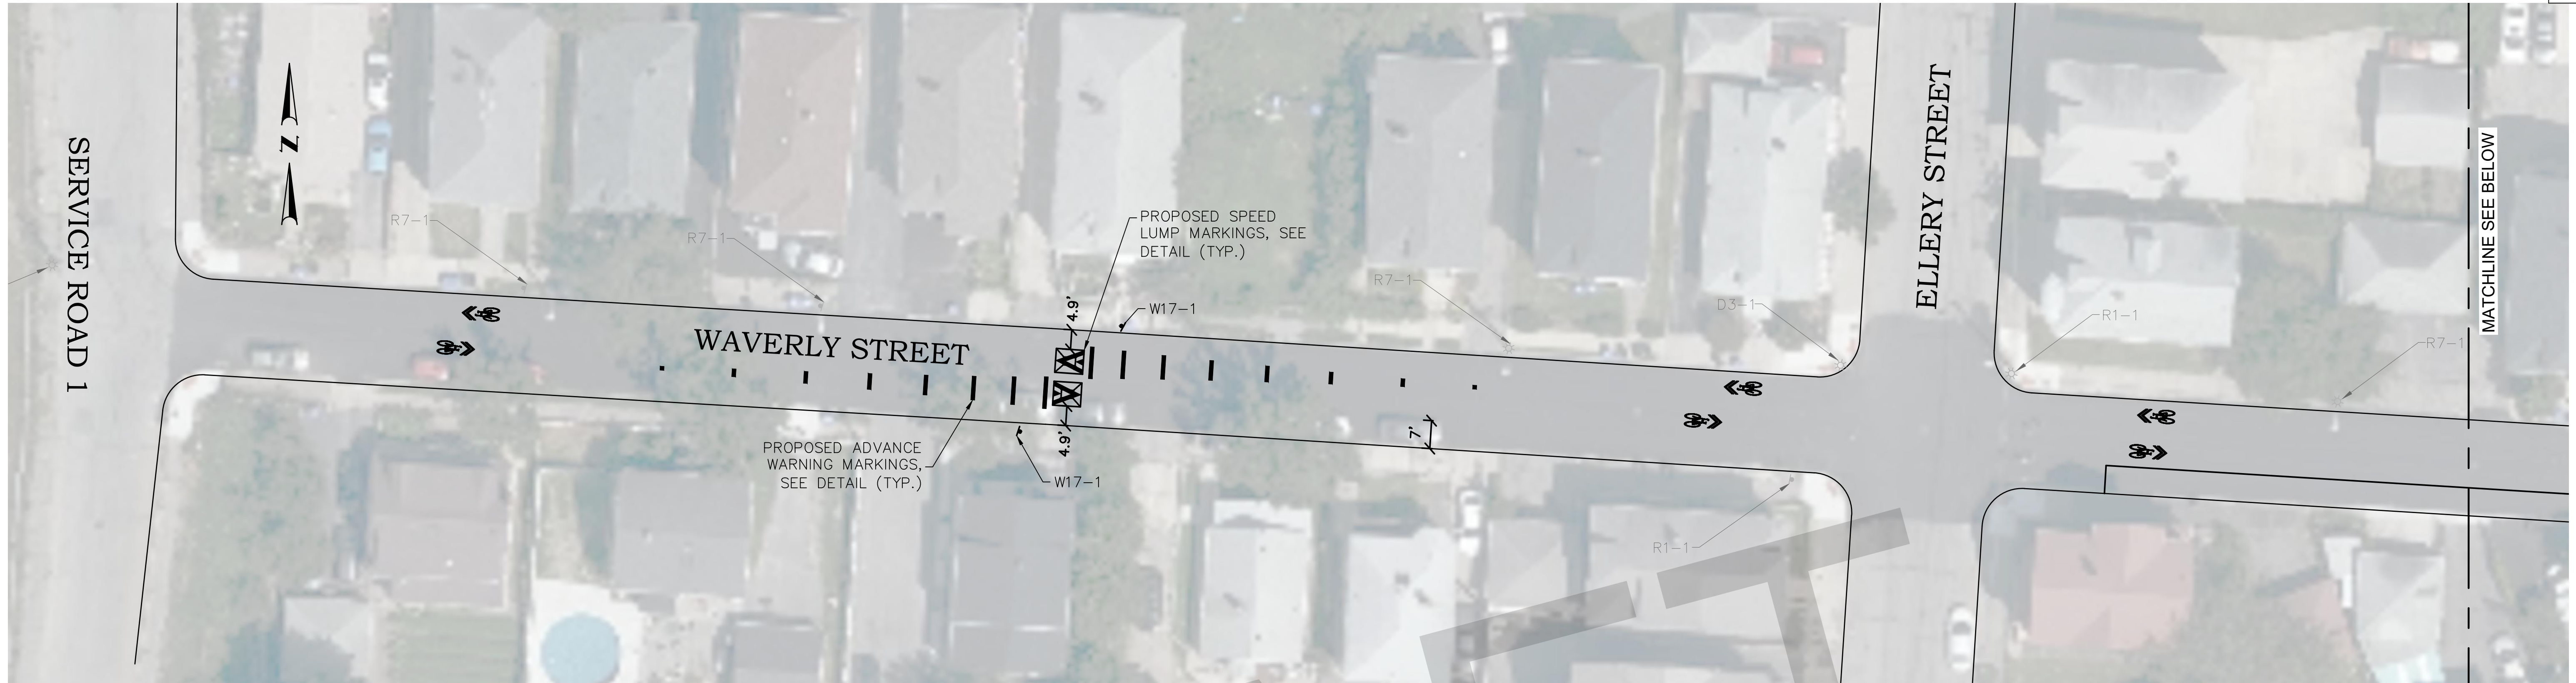 SERVICE ROAD 1
N
R7-1
R7-1
WAVERLY STREET
PROPOSED SPEED
LUMP MARKINGS, SEE
DETAIL (TYP.)
4.9'
W17-1
4.9'
PROPOSED ADVANCE
WARNING MARKINGS,
SEE DETAIL (TYP.)
W17-1
R7-1
7'
D3-1
R1-1
ELLERY STREET
R1-1
R7-1
MATCHLINE SEE BELOW